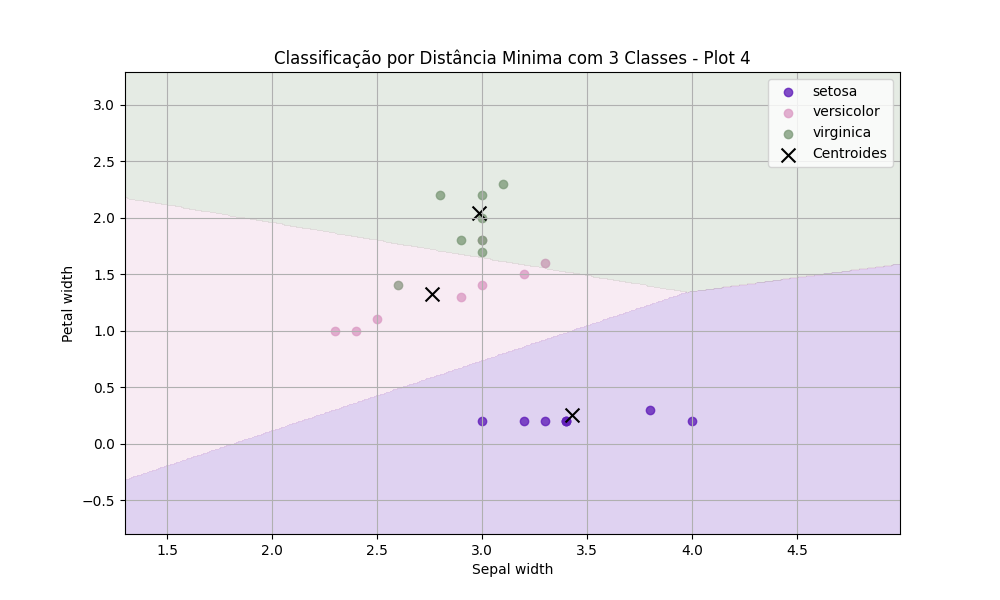 Classificação por Distância Minima com 3 Classes - Plot 4
setosa
versicolor
virginica
Centroides
Petal width
3.0
2.5
2.0
1.5
1.0
0.5
0.0
−0.5
1.5 2.0 2.5 3.0 3.5 4.0 4.5
Sepal width